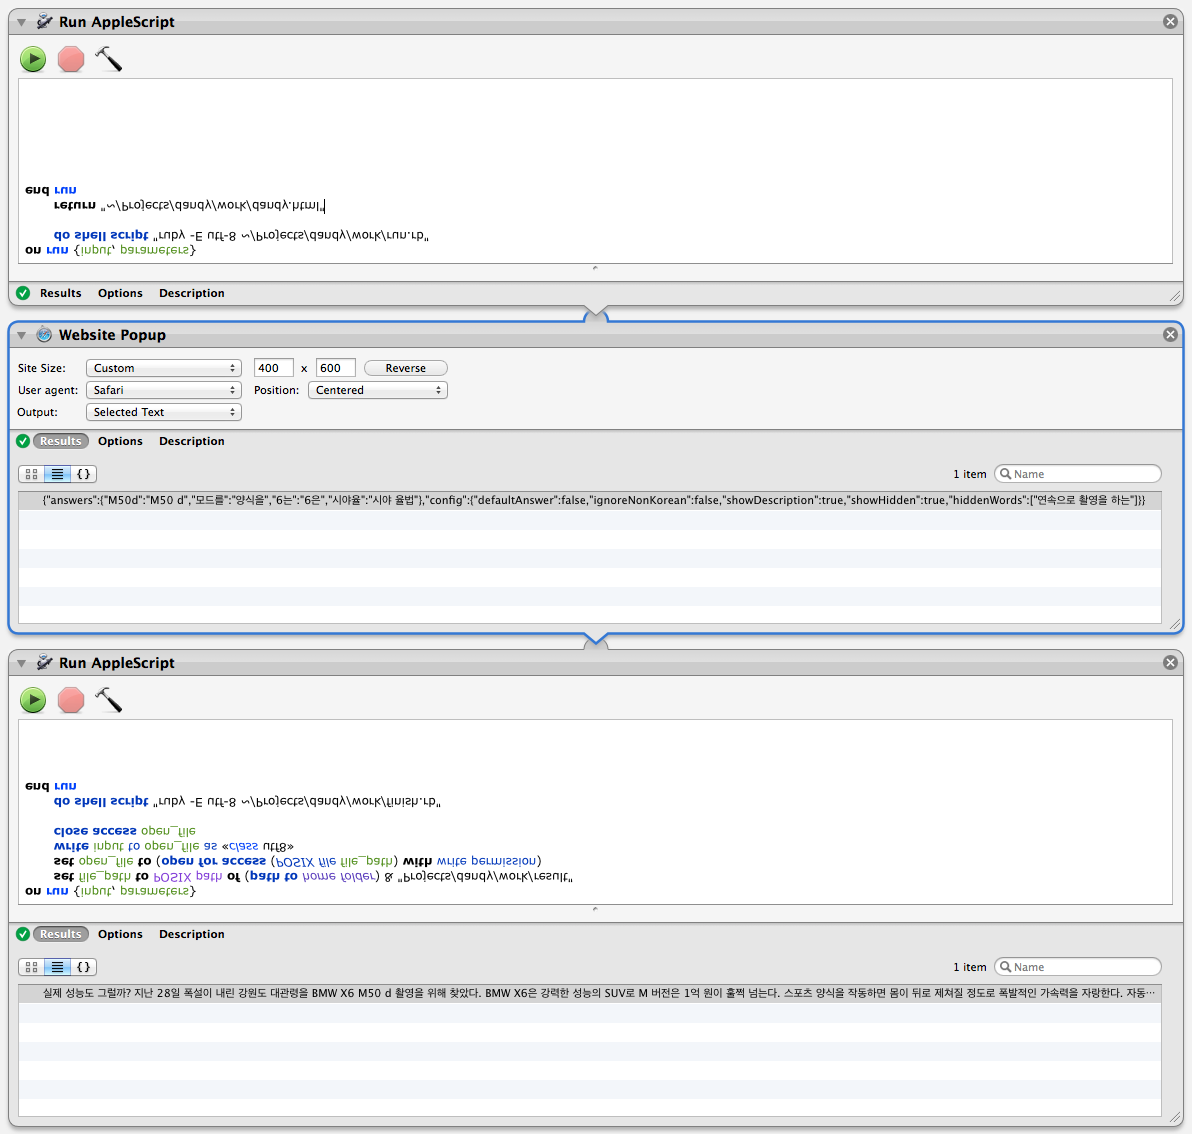 Run AppleScript
on run {input, parameters}
do shell script "ruby -E utf-8 ~/Projects/dandy/work/run.rb"
return "~/Projects/dandy/work/dandy.html"
end run
Results Options Description
Website Popup
Site Size: Custom 400 x 600 Reverse
User agent: Safari Position: Centered
Output: Selected Text
Results Options Description
{} 1 item Name
{"answers":{"M50d":"M50 d","모드를":"양식을","6는":"6은","시야율":"시야 율법"},"config":{"defaultAnswer":false,"ignoreNonKorean":false,"showDescription":true,"showHidden":true,"hiddenWords":["연속으로 촬영을 하는"]}}
Run AppleScript
on run {input, parameters}
set file_path to POSIX path of (path to home folder) & "Projects/dandy/work/result"
set open_file to (open for access (POSIX file file_path) with write permission)
write input to open_file as «class utf8»
close access open_file
do shell script "ruby -E utf-8 ~/Projects/dandy/work/finish.rb"
end run
Results Options Description
{} 1 item Name
실제 성능도 그럴까? 지난 28일 폭설이 내린 강원도 대관령을 BMW X6 M50 d 촬영을 위해 찾았다. BMW X6은 강력한 성능의 SUV로 M 버전은 1억 원이 훌쩍 넘는다. 스포츠 양식을 작동하면 몸이 뒤로 제쳐질 정도로 폭발적인 가속력을 자랑한다. 자동…